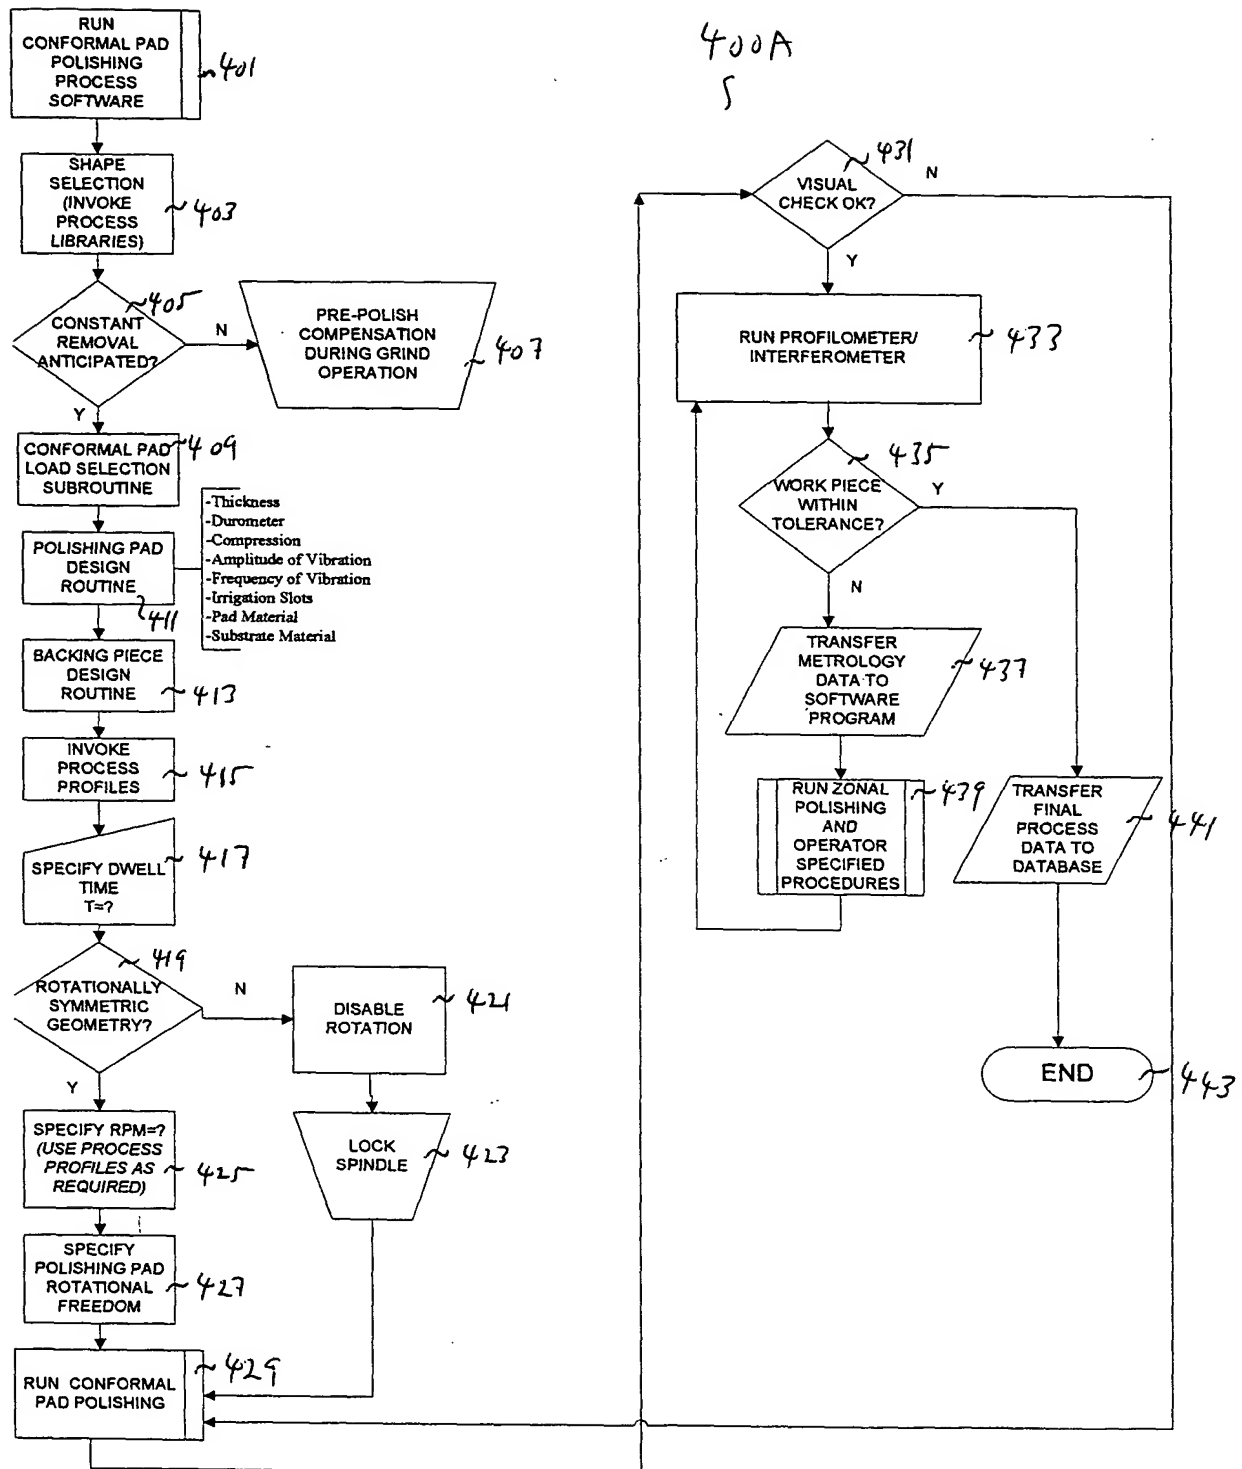 400A
RUN
CONFORMAL PAD
POLISHING
PROCESS
SOFTWARE
401
SHAPE
SELECTION
(INVOKE
PROCESS
LIBRARIES)
403
405
CONSTANT
REMOVAL
ANTICIPATED?
N
Y
PRE-POLISH
COMPENSATION
DURING GRIND
OPERATION
407
CONFORMAL PAD
LOAD SELECTION
SUBROUTINE
409
POLISHING PAD
DESIGN
ROUTINE
411
-Thickness
-Durometer
-Compression
-Amplitude of Vibration
-Frequency of Vibration
-Irrigation Slots
-Pad Material
-Substrate Material
BACKING PIECE
DESIGN
ROUTINE
413
INVOKE
PROCESS
PROFILES
415
SPECIFY DWELL
TIME
T=?
417
419
ROTATIONALLY
SYMMETRIC
GEOMETRY?
N
Y
DISABLE
ROTATION
421
LOCK
SPINDLE
423
SPECIFY RPM=?
(USE PROCESS
PROFILES AS
REQUIRED)
425
SPECIFY
POLISHING PAD
ROTATIONAL
FREEDOM
427
RUN CONFORMAL
PAD POLISHING
429
431
VISUAL
CHECK OK?
N
Y
RUN PROFILOMETER/
INTERFEROMETER
433
435
WORK PIECE
WITHIN
TOLERANCE?
Y
N
TRANSFER
METROLOGY
DATA TO
SOFTWARE
PROGRAM
437
RUN ZONAL
POLISHING
AND
OPERATOR
SPECIFIED
PROCEDURES
439
TRANSFER
FINAL
PROCESS
DATA TO
DATABASE
441
END
443